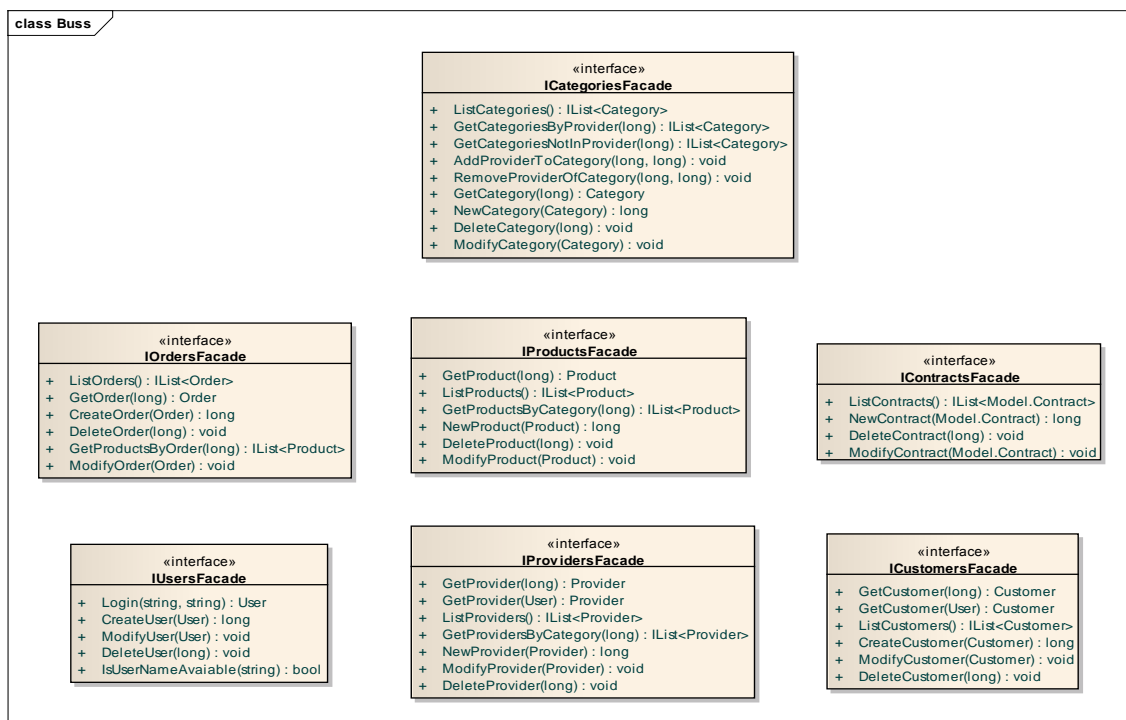 class Buss
«interface»
ICategoriesFacade
+ ListCategories() : IList<Category>
+ GetCategoriesByProvider(long) : IList<Category>
+ GetCategoriesNotInProvider(long) : IList<Category>
+ AddProviderToCategory(long, long) : void
+ RemoveProviderOfCategory(long, long) : void
+ GetCategory(long) : Category
+ NewCategory(Category) : long
+ DeleteCategory(long) : void
+ ModifyCategory(Category) : void
«interface»
IOrdersFacade
+ ListOrders() : IList<Order>
+ GetOrder(long) : Order
+ CreateOrder(Order) : long
+ DeleteOrder(long) : void
+ GetProductsByOrder(long) : IList<Product>
+ ModifyOrder(Order) : void
«interface»
IProductsFacade
+ GetProduct(long) : Product
+ ListProducts() : IList<Product>
+ GetProductsByCategory(long) : IList<Product>
+ NewProduct(Product) : long
+ DeleteProduct(long) : void
+ ModifyProduct(Product) : void
«interface»
IContractsFacade
+ ListContracts() : IList<Model.Contract>
+ NewContract(Model.Contract) : long
+ DeleteContract(long) : void
+ ModifyContract(Model.Contract) : void
«interface»
IUsersFacade
+ Login(string, string) : User
+ CreateUser(User) : long
+ ModifyUser(User) : void
+ DeleteUser(long) : void
+ IsUserNameAvaiable(string) : bool
«interface»
IProvidersFacade
+ GetProvider(long) : Provider
+ GetProvider(User) : Provider
+ ListProviders() : IList<Provider>
+ GetProvidersByCategory(long) : IList<Provider>
+ NewProvider(Provider) : long
+ ModifyProvider(Provider) : void
+ DeleteProvider(long) : void
«interface»
ICustomersFacade
+ GetCustomer(long) : Customer
+ GetCustomer(User) : Customer
+ ListCustomers() : IList<Customer>
+ CreateCustomer(Customer) : long
+ ModifyCustomer(Customer) : void
+ DeleteCustomer(long) : void